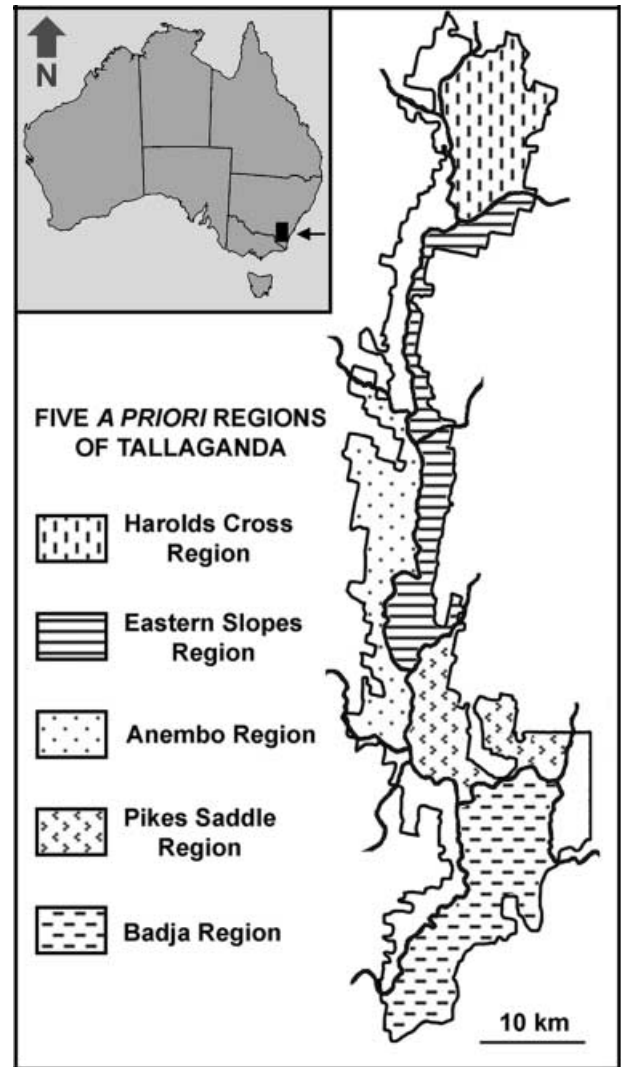 N
FIVE A PRIORI REGIONS
OF TALLAGANDA
Harolds Cross
Region
Eastern Slopes
Region
Anembo Region
Pikes Saddle
Region
Badja Region
10 km